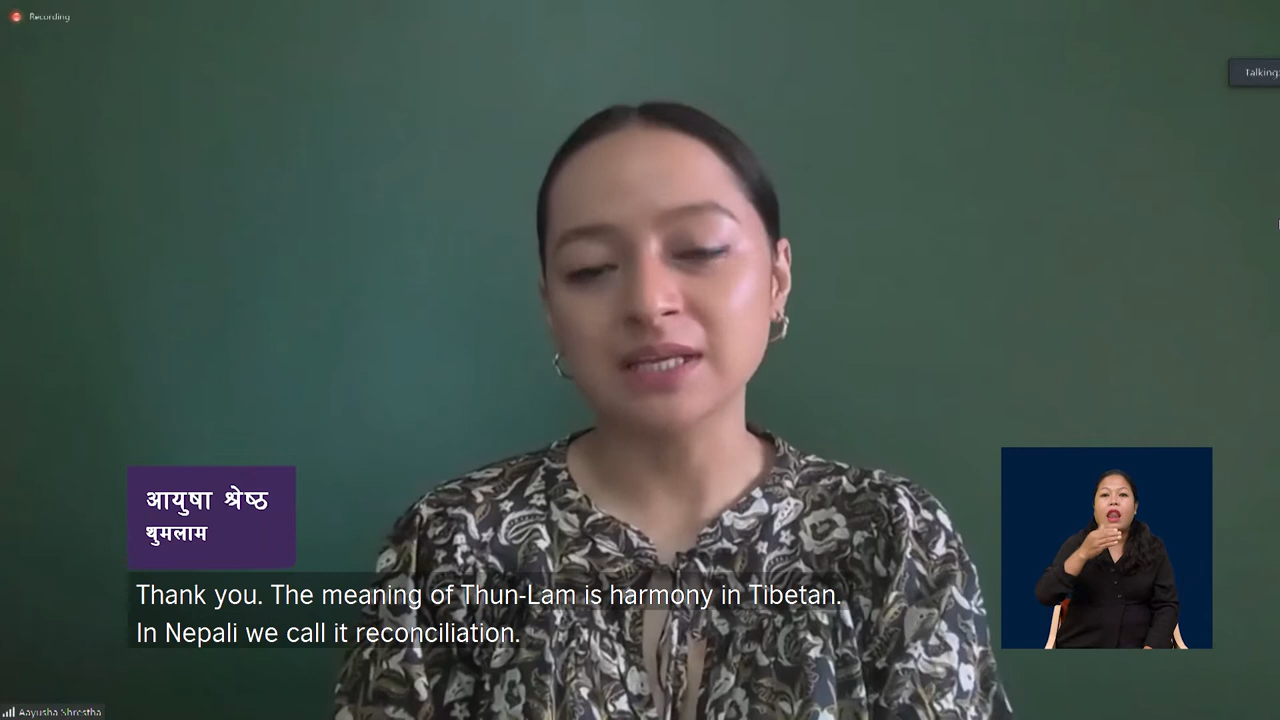 Recording
Talking:
आयुषा श्रेष्ठ
थुमलाम
Thank you. The meaning of Thun-Lam is harmony in Tibetan.
In Nepali we call it reconciliation.
Aayusha Shrestha